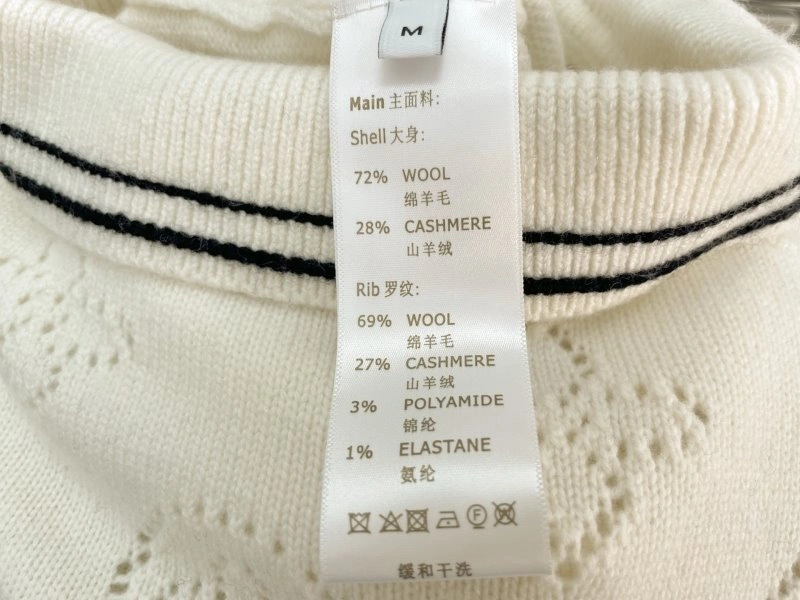 M
Main 主面料:
Shell 大身:
72% WOOL
绵羊毛
28% CASHMERE
山羊绒
Rib 罗纹:
69% WOOL
绵羊毛
27% CASHMERE
山羊绒
3% POLYAMIDE
锦纶
1% ELASTANE
氨纶
F
缓和干洗